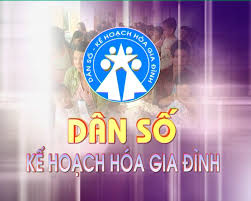 DÂN SỐ - KẾ HOẠCH HÓA GIA ĐÌNH
DÂN SỐ
KẾ HOẠCH HÓA GIA ĐÌNH